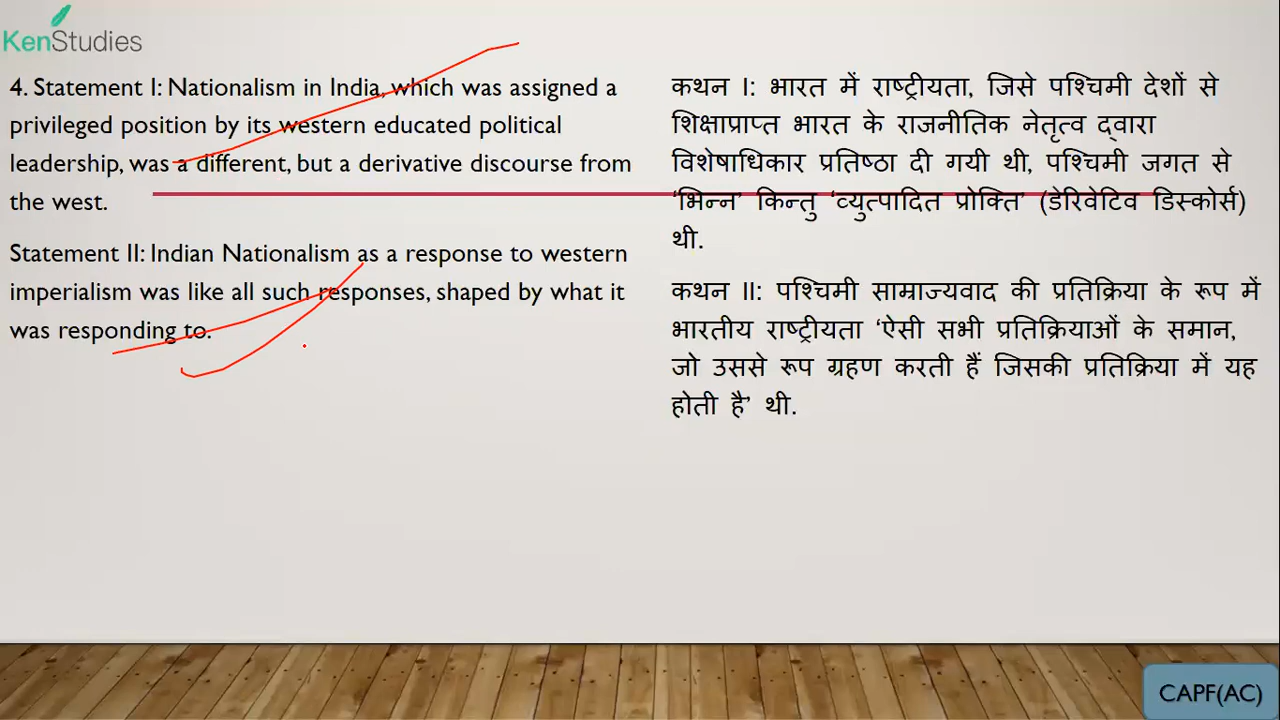 KenStudies
4. Statement I: Nationalism in India, which was assigned a
privileged position by its western educated political
leadership, was a different, but a derivative discourse from
the west.
Statement II: Indian Nationalism as a response to western
imperialism was like all such responses, shaped by what it
was responding to.
कथन I: भारत में राष्ट्रीयता, जिसे पश्चिमी देशों से
शिक्षाप्राप्त भारत के राजनीतिक नेतृत्व द्वारा
विशेषाधिकार प्रतिष्ठा दी गयी थी, पश्चिमी जगत से
‘भिन्न’ किन्तु ‘व्युत्पादित प्रोक्ति’ (डेरिवेटिव डिस्कोर्स)
थी.
कथन II: पश्चिमी साम्राज्यवाद की प्रतिक्रिया के रूप में
भारतीय राष्ट्रीयता ‘ऐसी सभी प्रतिक्रियाओं के समान,
जो उससे रूप ग्रहण करती हैं जिसकी प्रतिक्रिया में यह
होती है’ थी.
CAPF(AC)